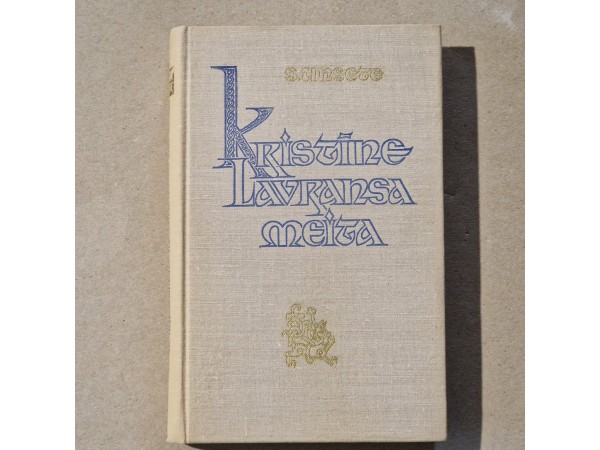 S. UNSETE
KRISTĪNE
LAVRANSA
MEITA